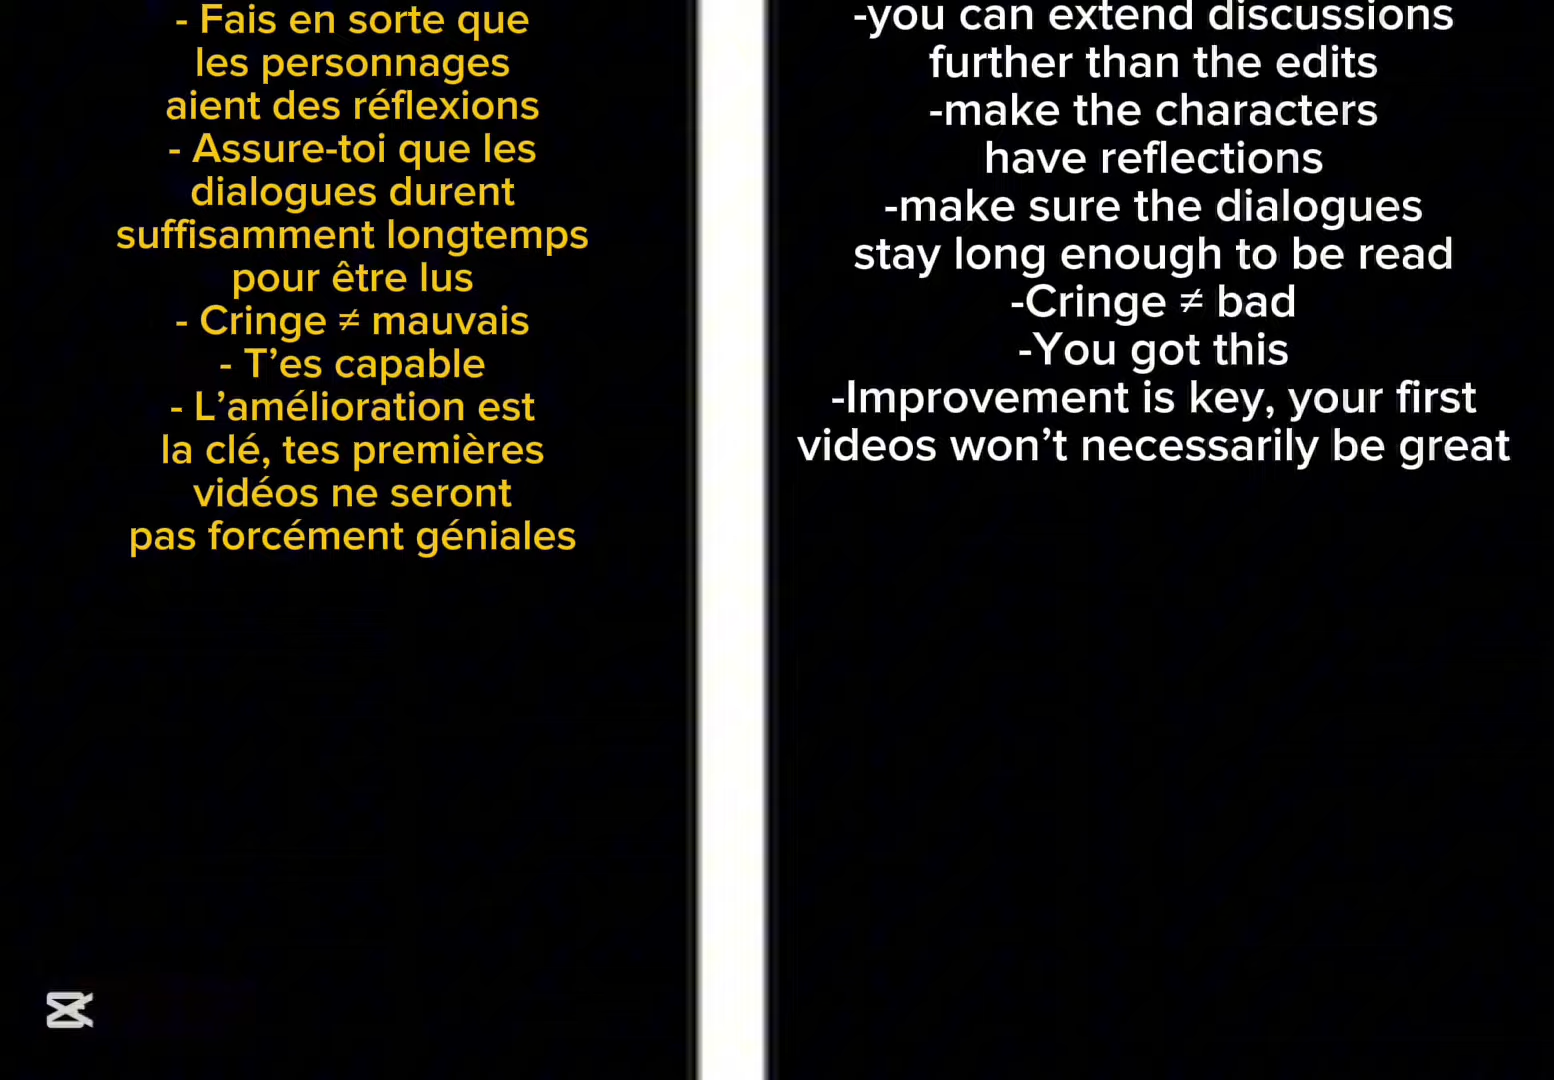 - Fais en sorte que
les personnages
aient des réflexions
- Assure-toi que les
dialogues durent
suffisamment longtemps
pour être lus
- Cringe ≠ mauvais
- T’es capable
- L’amélioration est
la clé, tes premières
vidéos ne seront
pas forcément géniales
-you can extend discussions
further than the edits
-make the characters
have reflections
-make sure the dialogues
stay long enough to be read
-Cringe ≠ bad
-You got this
-Improvement is key, your first
videos won’t necessarily be great